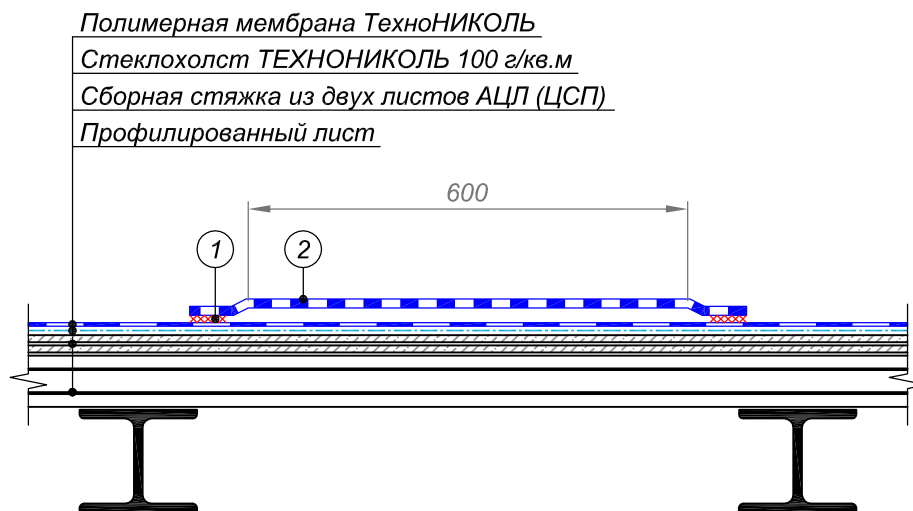 Полимерная мембрана ТехноНИКОЛЬ
Стеклохолст ТЕХНОНИКОЛЬ 100 г/кв.м
Сборная стяжка из двух листов АЦЛ (ЦСП)
Профилированный лист
600
1 2